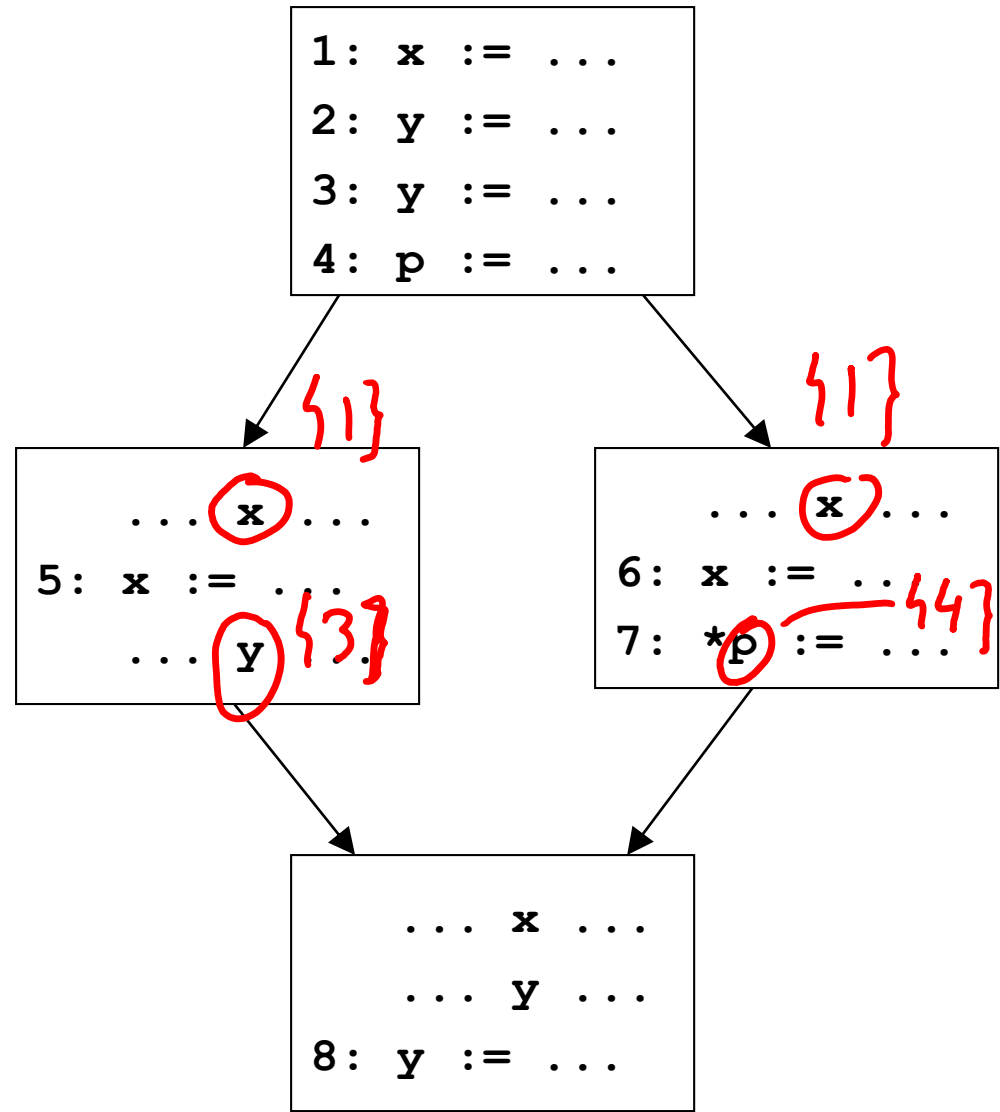 1: x := ...
2: y := ...
3: y := ...
4: p := ...
{1}
... x ...
5: x := ...
... y ... {3}
{1}
... x ...
6: x := ...
7: *p := ... {4}
... x ...
... y ...
8: y := ...